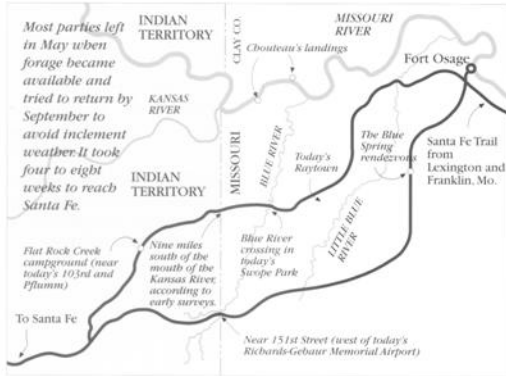 Most parties left
in May when
forage became
available and
tried to return by
September to
avoid inclement
weather. It took
four to eight
weeks to reach
Santa Fe.
INDIAN
TERRITORY
CLAY CO.
MISSOURI
RIVER
Chouteau's landings
Fort Osage
KANSAS
RIVER
INDIAN
TERRITORY
MISSOURI
BLUE RIVER
Today's
Raytown
The Blue
Spring
rendezvous
Santa Fe Trail
from
Lexington and
Franklin, Mo.
LITTLE BLUE
RIVER
Flat Rock Creek
campground (near
today's 103rd and
Pflumm)
Nine miles
south of the
mouth of the
Kansas River,
according to
early surveys.
Blue River
crossing in
today's
Swope Park
To Santa Fe
Near 151st Street (west of today's
Richards-Gebaur Memorial Airport)